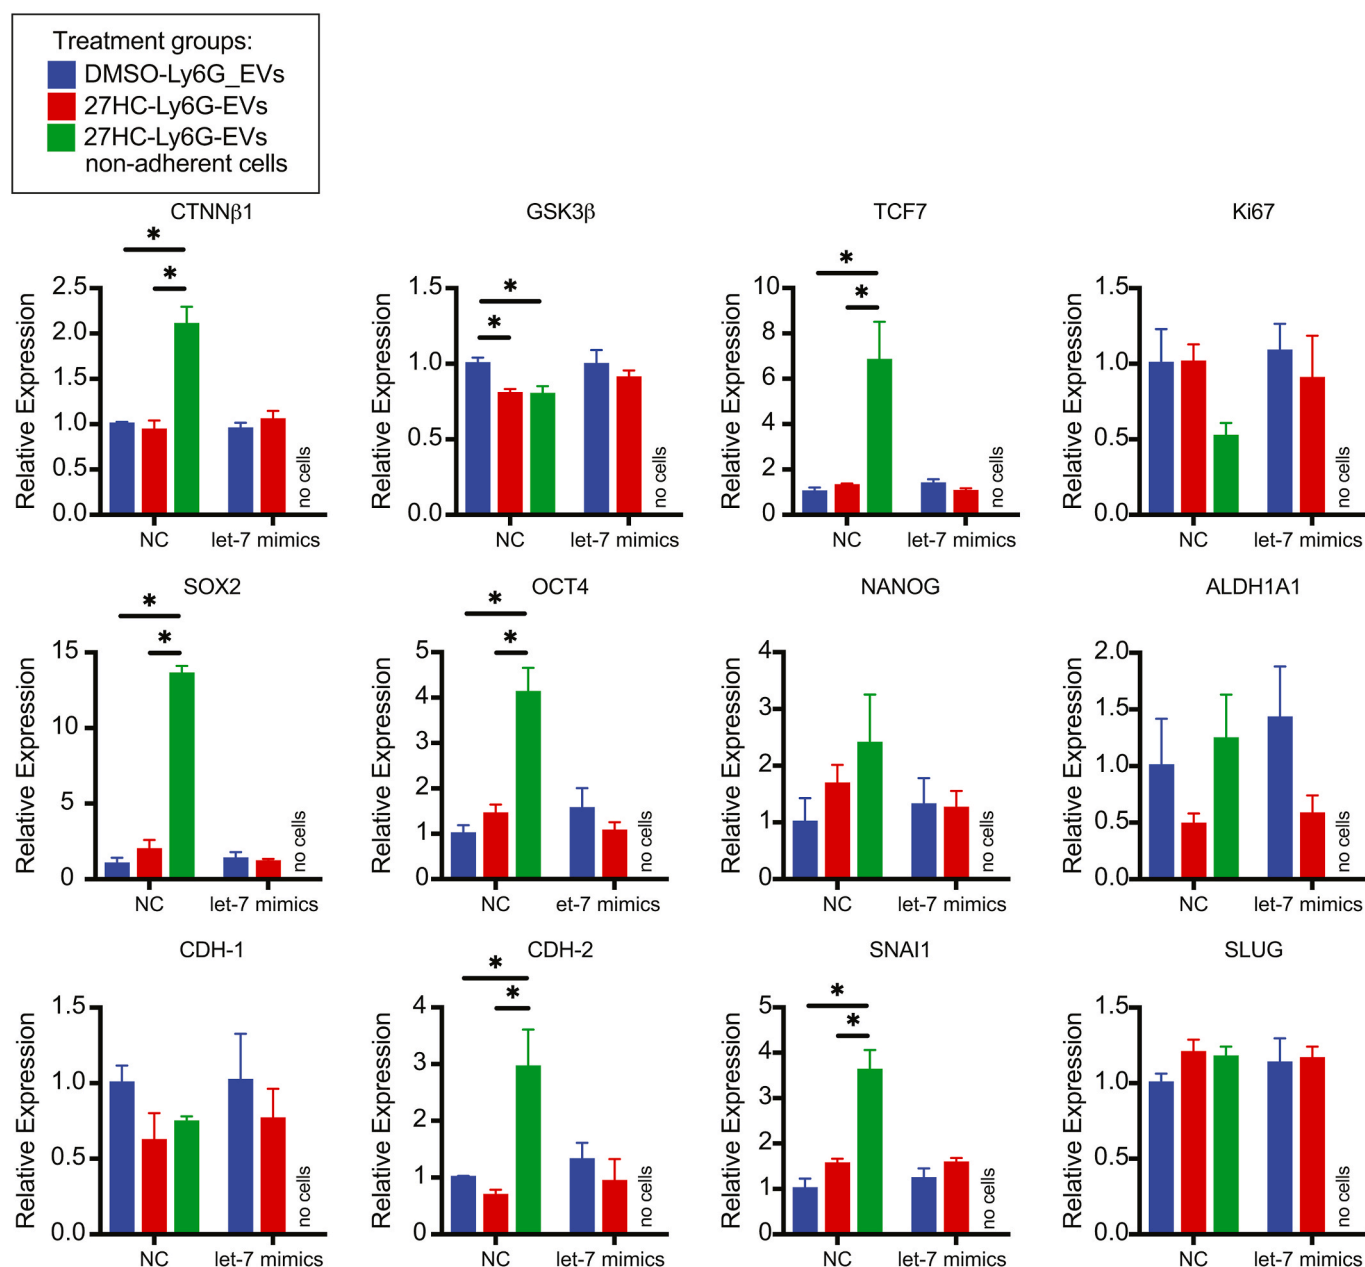 Treatment groups:
DMSO-Ly6G_EVs
27HC-Ly6G-EVs
27HC-Ly6G-EVs
non-adherent cells
CTNNβ1
* *
Relative Expression
2.5
2.0
1.5
1.0
0.5
0.0
no cells
NC let-7 mimics
GSK3β
* *
Relative Expression
1.5
1.0
0.5
0.0
no cells
NC let-7 mimics
TCF7
* *
Relative Expression
10
8
6
4
2
0
no cells
NC let-7 mimics
Ki67
Relative Expression
1.5
1.0
0.5
0.0
no cells
NC let-7 mimics
SOX2
* *
Relative Expression
15
10
5
0
no cells
NC let-7 mimics
OCT4
* *
Relative Expression
5
4
3
2
1
0
no cells
NC et-7 mimics
NANOG
Relative Expression
4
3
2
1
0
no cells
NC let-7 mimics
ALDH1A1
Relative Expression
2.0
1.5
1.0
0.5
0.0
no cells
NC let-7 mimics
CDH-1
Relative Expression
1.5
1.0
0.5
0.0
no cells
NC let-7 mimics
CDH-2
* *
Relative Expression
4
3
2
1
0
no cells
NC let-7 mimics
SNAI1
* *
Relative Expression
5
4
3
2
1
0
no cells
NC let-7 mimics
SLUG
Relative Expression
1.5
1.0
0.5
0.0
no cells
NC let-7 mimics